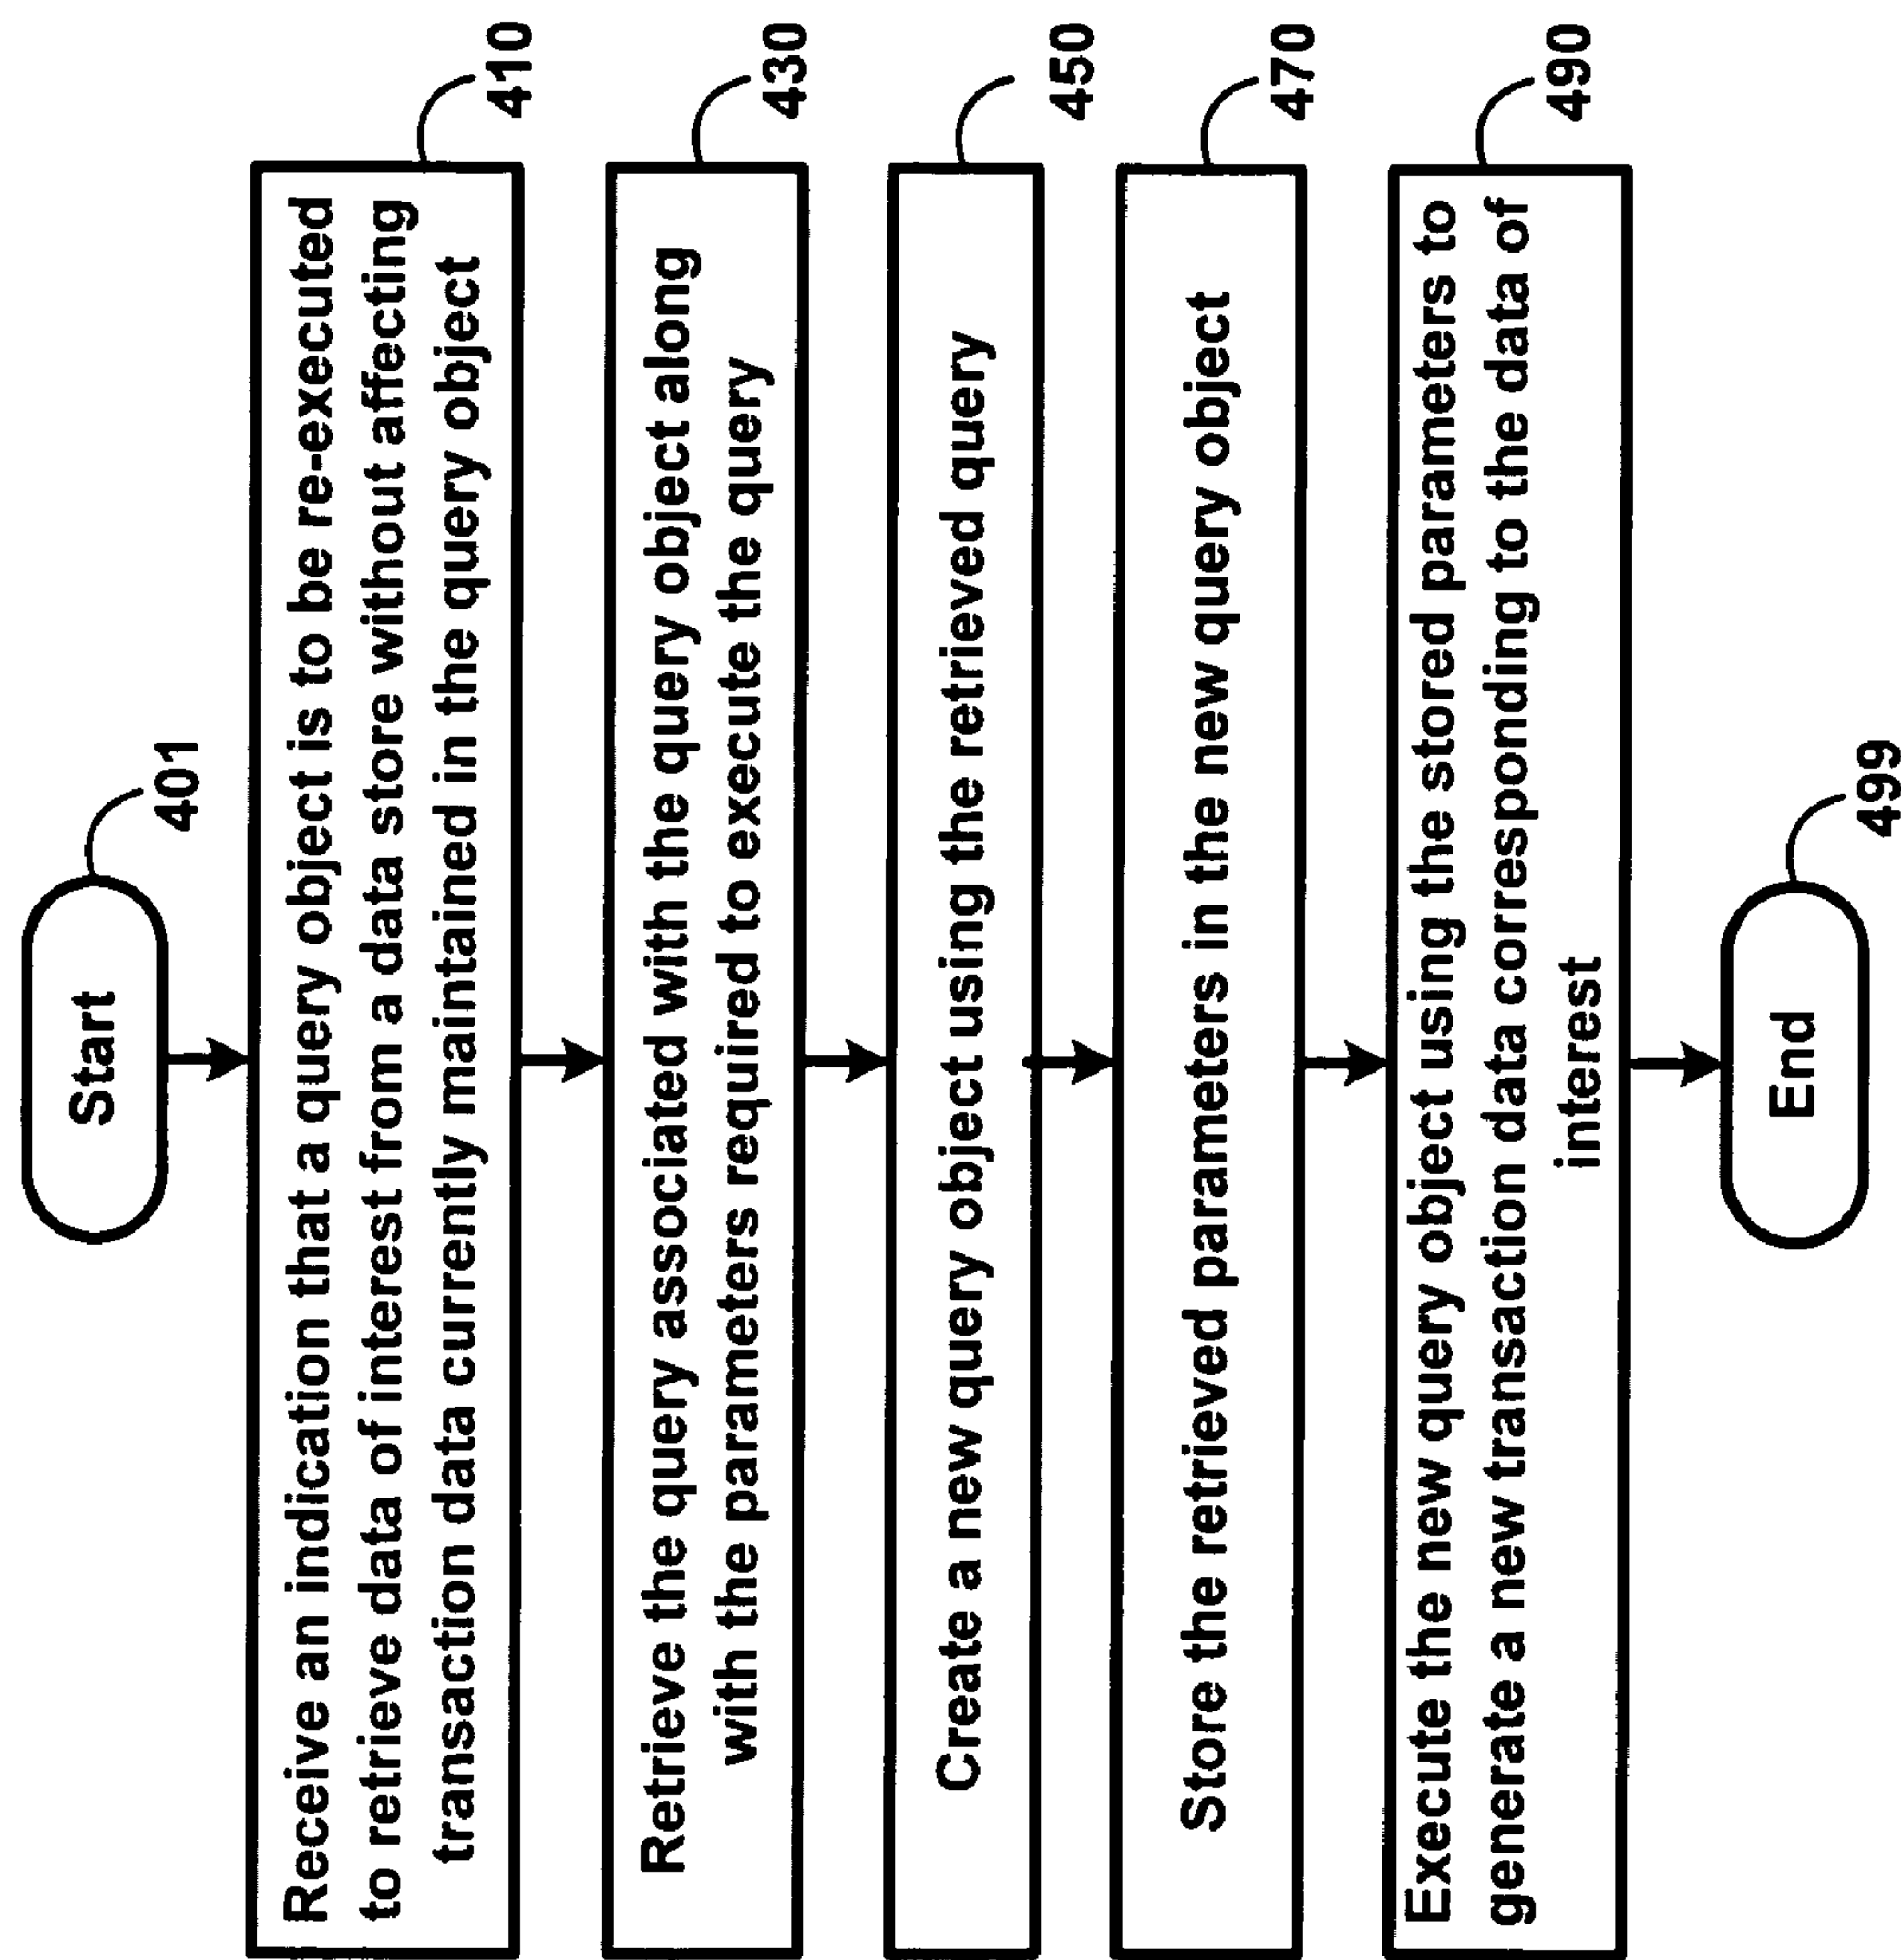 Start
401
Receive an indication that a query object is to be re-executed
to retrieve data of interest from a data store without affecting
transaction data currently maintained in the query object
410
Retrieve the query associated with the query object along
with the parameters required to execute the query
430
Create a new query object using the retrieved query
450
Store the retrieved parameters in the new query object
470
Execute the new query object using the stored parameters to
generate a new transaction data corresponding to the data of
interest
490
End
499